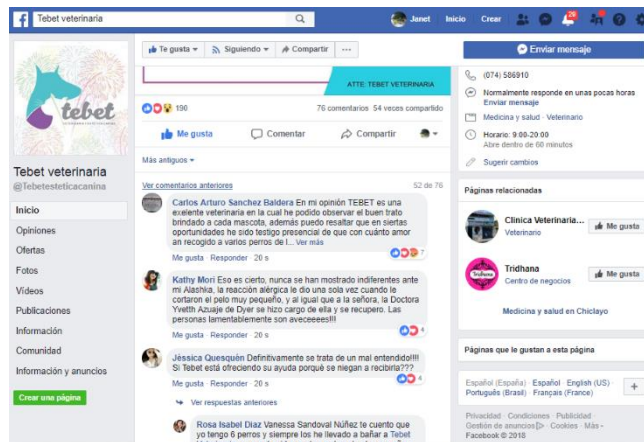 Tebet veterinaria
Janet
Inicio
Crear
tebet
Tebet veterinaria
@Tebetesteticacanina
Inicio
Opiniones
Ofertas
Fotos
Vídeos
Publicaciones
Información
Comunidad
Información y anuncios
Crear una página
Te gusta
Siguiendo
Compartir
ATTE: TEBET VETERINARIA
190
76 comentarios 54 veces compartido
Me gusta
Comentar
Compartir
Más antiguos
Ver comentarios anteriores
52 de 76
Carlos Arturo Sanchez Baldera En mi opinión TEBET es una
exelente veterinaria en la cual he podido observar el buen trato
brindado a cada mascota, además puedo resaltar que en siertas
oportunidades he sido testigo presencial de que con cuánto amor
an recogido a varios perros de l... Ver más
7
Me gusta · Responder · 20 s
Kathy Mori Eso es cierto, nunca se han mostrado indiferentes ante
mi Alashka, la reacción alérgica le dio una sola vez cuando le
cortaron el pelo muy pequeño, y al igual que a la señora, la Doctora
Yvetth Azuaje de Dyer se hizo cargo de ella y se recupero. Las
personas lamentablemente son aveceeees!!!
4
Me gusta · Responder · 20 s
Jéssica Quesquén Definitivamente se trata de un mal entendido!!!!
Si Tebet está ofreciendo su ayuda porqué se niegan a recibirla???
4
Me gusta · Responder · 20 s
Ver respuestas anteriores
Rosa Isabel Diaz Vanessa Sandoval Núñez te cuento que
yo tengo 6 perros y siempre los he llevado a bañar a Tebet
Enviar mensaje
(074) 586910
Normalmente responde en unas pocas horas
Enviar mensaje
Medicina y salud · Veterinario
Horario: 9:00-20:00
Abre dentro de 60 minutos
Sugerir cambios
Páginas relacionadas
Clinica Veterinaria...
Veterinario
Me gusta
Tridhana
Tridhana
Centro de negocios
Me gusta
Medicina y salud en Chiclayo
Páginas que le gustan a esta página
Español (España) · Español · English (US) ·
Português (Brasil) · Français (France)
Privacidad · Condiciones · Publicidad ·
Gestión de anuncios · Cookies · Más ·
Facebook © 2018